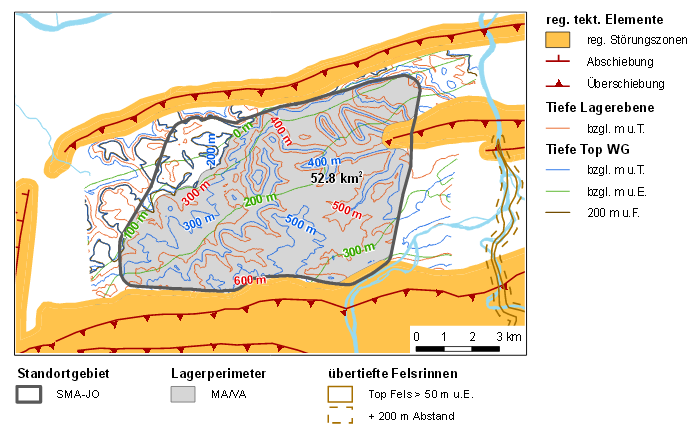 reg. tekt. Elemente
reg. Störungszonen
Abschiebung
Überschiebung
Tiefe Lagerebene
bzgl. m u.T.
Tiefe Top WG
bzgl. m u.T.
bzgl. m u.E.
200 m u.F.
0 m
400 m
-200 m
400 m
52.8 km²
300 m
200 m
500 m
100 m
300 m
500 m
300 m
600 m
0 1 2 3 km
Standortgebiet
SMA-JO
Lagerperimeter
MA/VA
übertiefte Felsrinnen
Top Fels > 50 m u.E.
+ 200 m Abstand